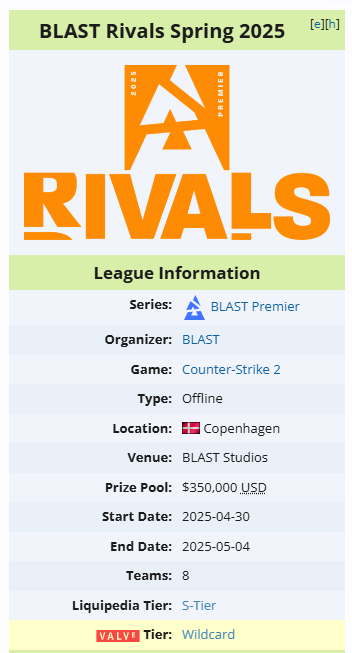 BLAST Rivals Spring 2025 [e][h]
2025 PREMIER
RIVALS
League Information
Series: BLAST Premier
Organizer: BLAST
Game: Counter-Strike 2
Type: Offline
Location: Copenhagen
Venue: BLAST Studios
Prize Pool: $350,000 USD
Start Date: 2025-04-30
End Date: 2025-05-04
Teams: 8
Liquipedia Tier: S-Tier
VALVE Tier: Wildcard